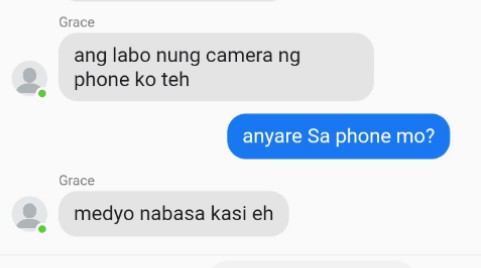 Grace
ang labo nung camera ng
phone ko teh
anyare Sa phone mo?
Grace
medyo nabasa kasi eh